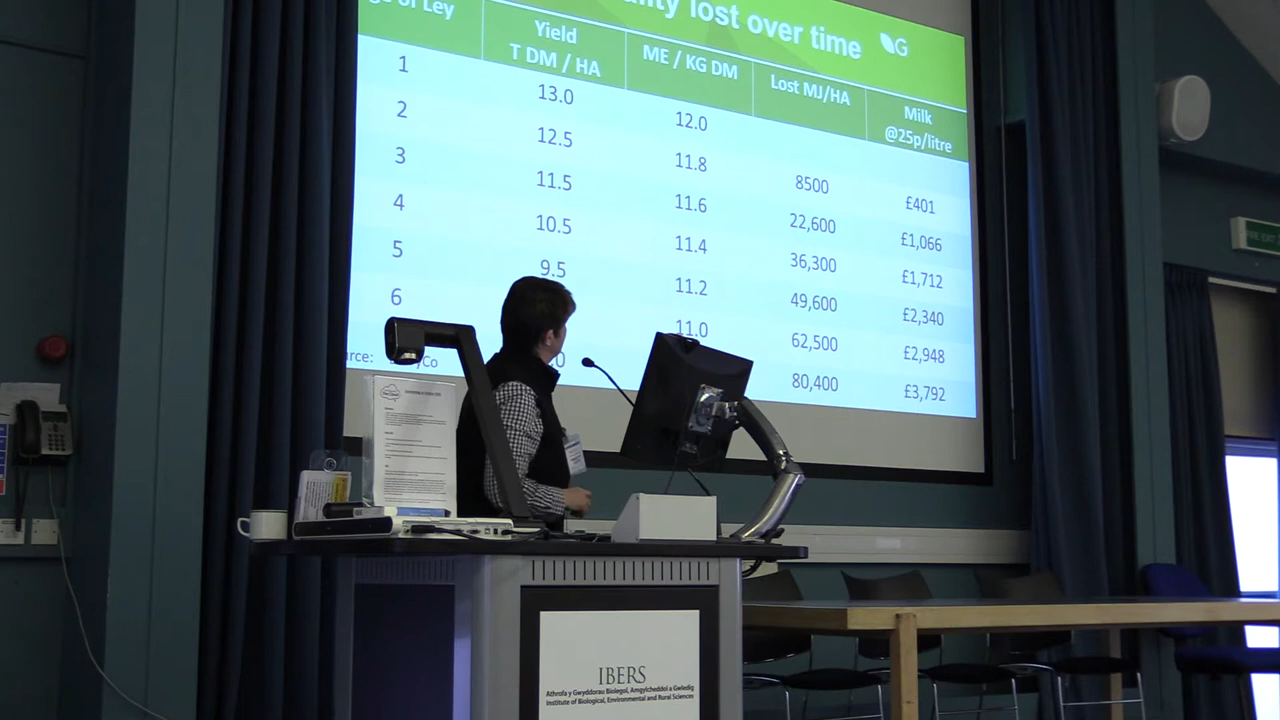 ality lost over time
G
ge of Ley
Yield
T DM / HA
ME / KG DM
Lost MJ/HA
Milk
@25p/litre
1 13.0 12.0
2 12.5 11.8 8500 £401
3 11.5 11.6 22,600 £1,066
4 10.5 11.4 36,300 £1,712
5 9.5 11.2 49,600 £2,340
6 11.0 62,500 £2,948
80,400 £3,792
rce: Co
IBERS
Athrofa y Gwyddorau Biolegol, Amgylcheddol a Gwledig
Institute of Biological, Environmental and Rural Sciences